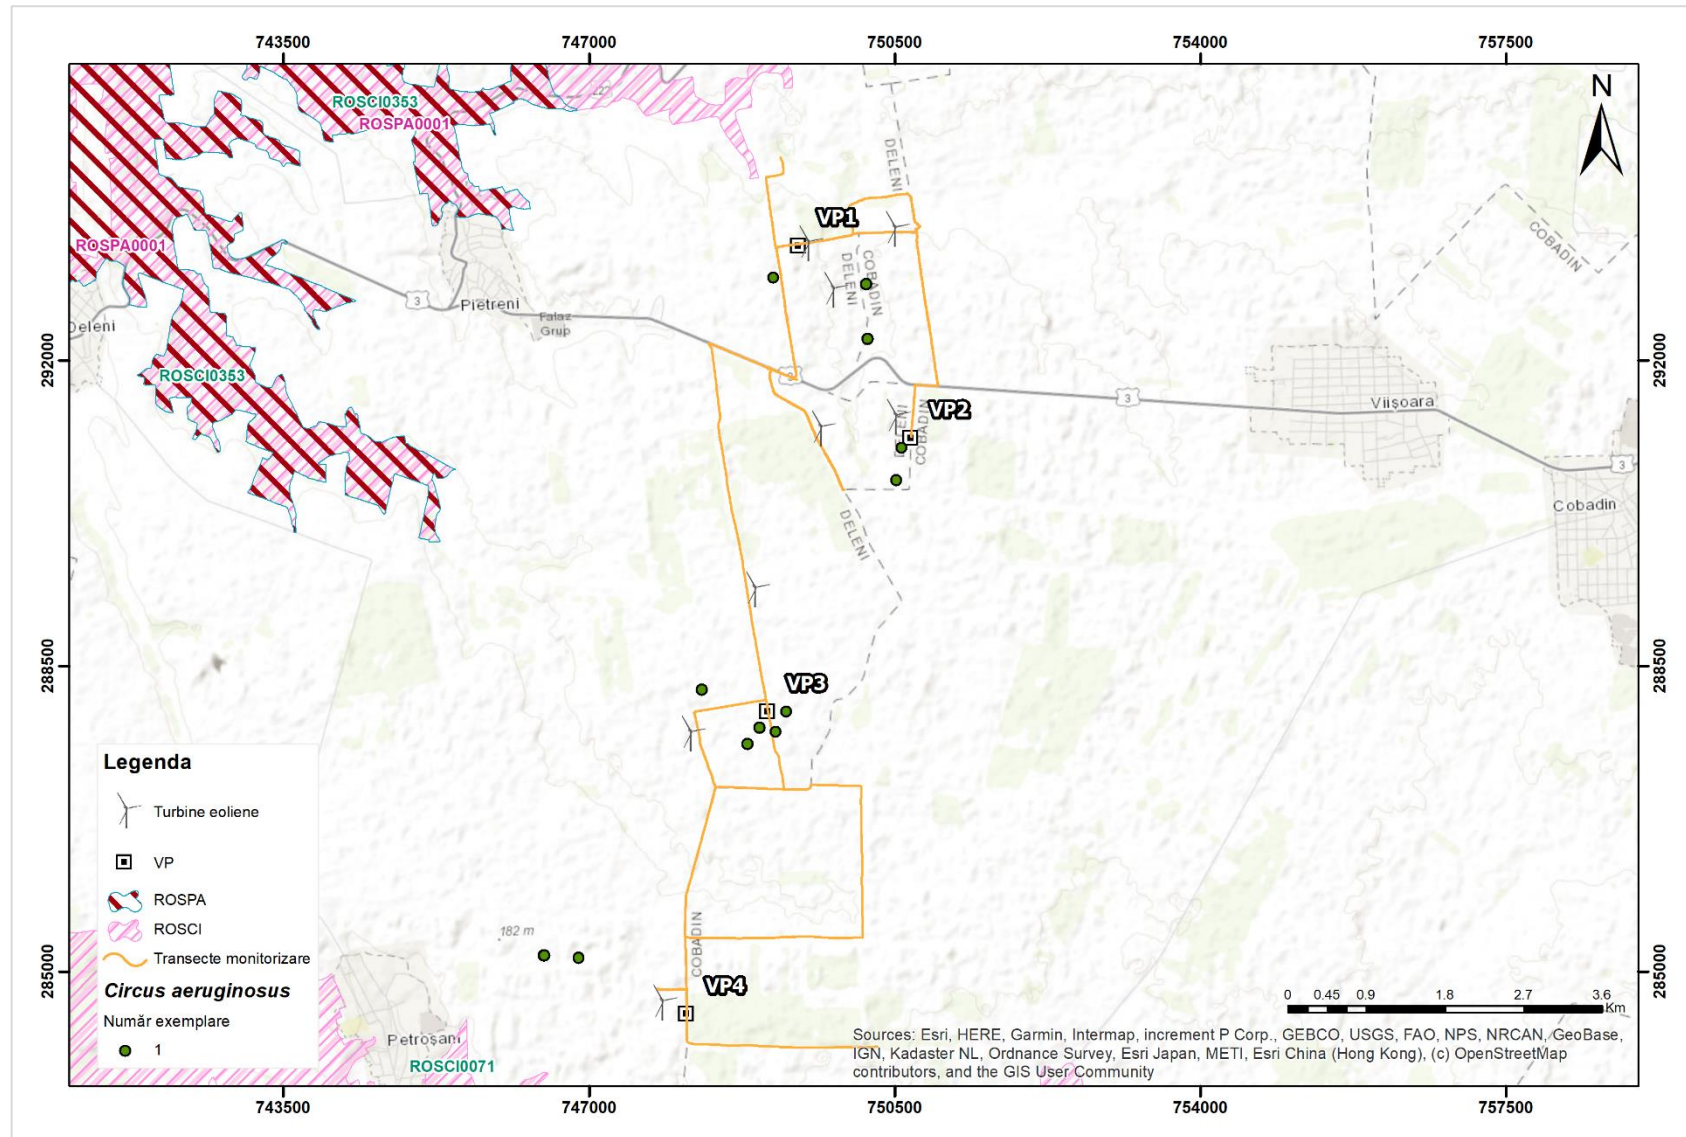 743500
747000
750500
754000
757500
N
22
ROSCI0353
ROSPA0001
DELENI
VP1
ROSPA0001
COBADIN
COBADIN
DELENI
3
Pietreni
Falaz
Grup
Deleni
292000
292000
ROSCI0353
3
3
Viișoara
VP2
DELENI
COBADIN
3
Cobadin
DELENI
288500
288500
VP3
Legenda
Turbine eoliene
VP
ROSPA
ROSCI
Transecte monitorizare
Circus aeruginosus
Număr exemplare
1
182 m
COBADIN
285000
285000
VP4
0 0.45 0.9 1.8 2.7 3.6
Km
Petroșani
ROSCI0071
Sources: Esri, HERE, Garmin, Intermap, increment P Corp., GEBCO, USGS, FAO, NPS, NRCAN, GeoBase,
IGN, Kadaster NL, Ordnance Survey, Esri Japan, METI, Esri China (Hong Kong), (c) OpenStreetMap
contributors, and the GIS User Community
743500
747000
750500
754000
757500